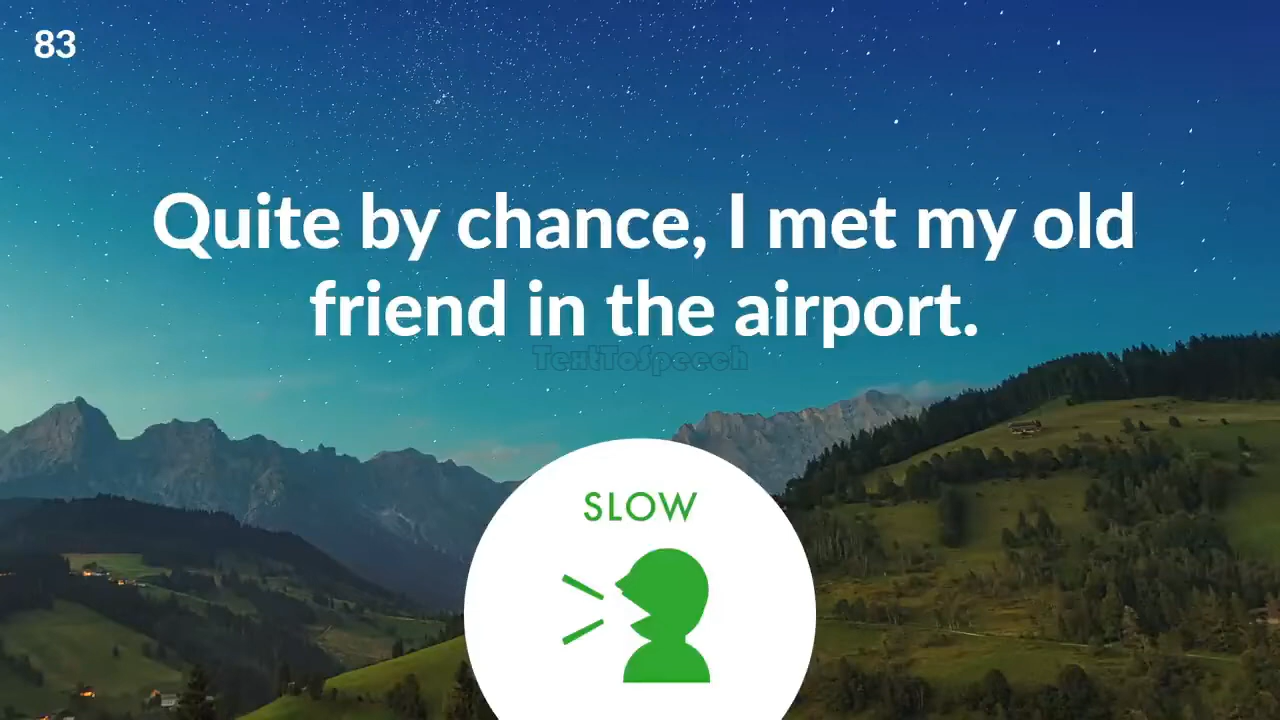 83
Quite by chance, I met my old
friend in the airport.
TextToSpeech
SLOW